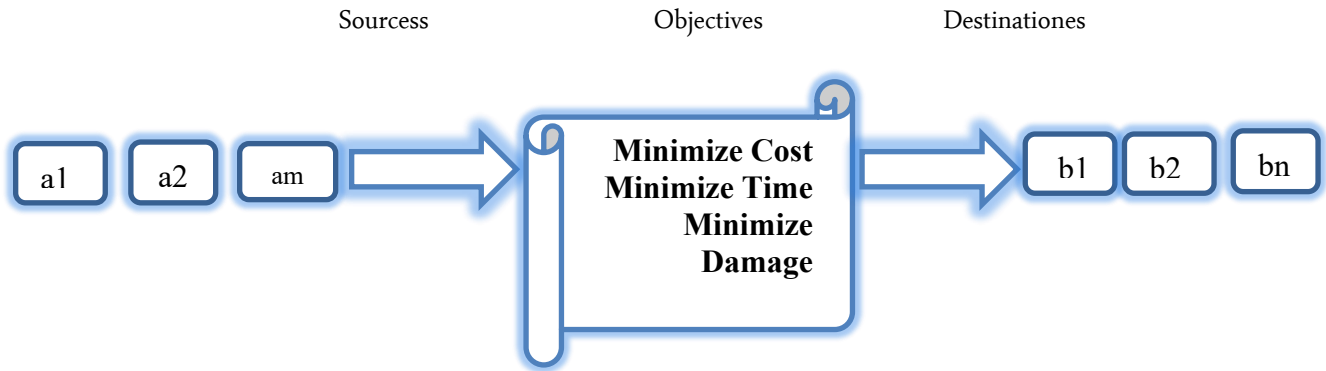 Sourcess Objectives Destinationes
a1 a2 am
Minimize Cost
Minimize Time
Minimize
Damage
b1 b2 bn